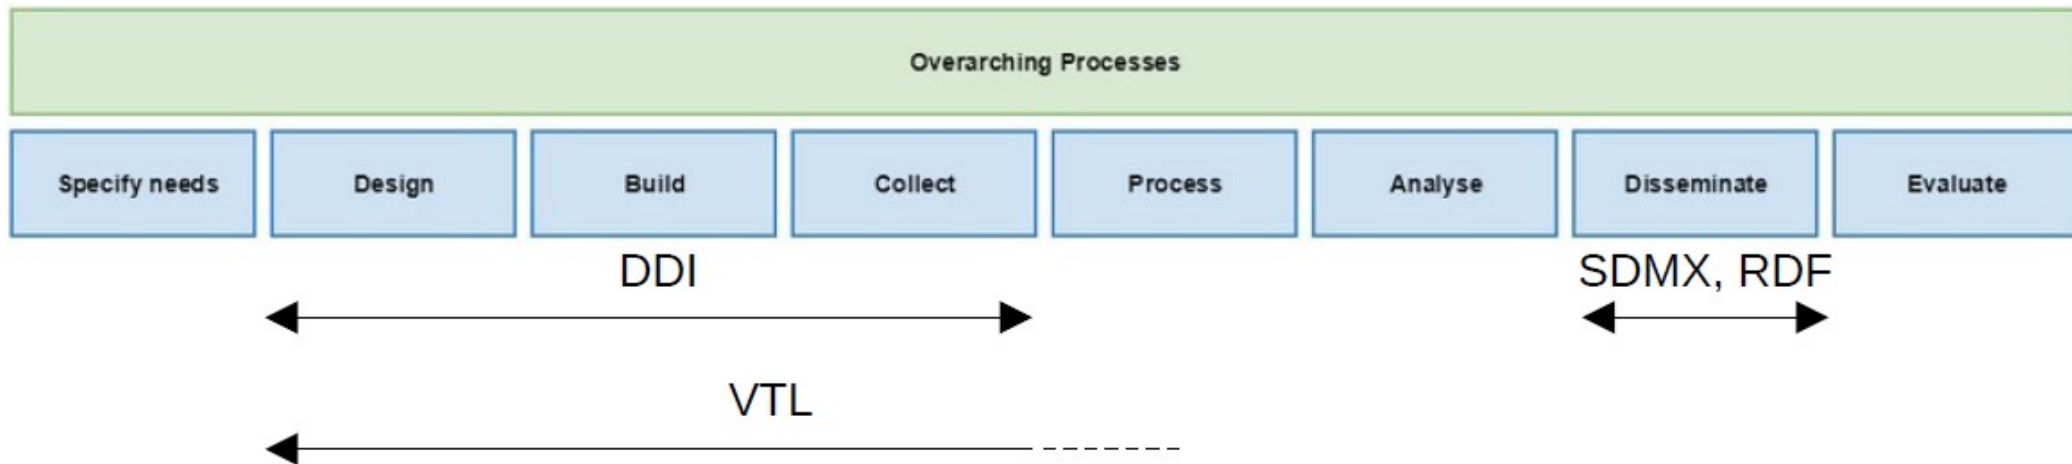 Overarching Processes
Specify needs Design Build Collect Process Analyse Disseminate Evaluate
DDI SDMX, RDF
VTL